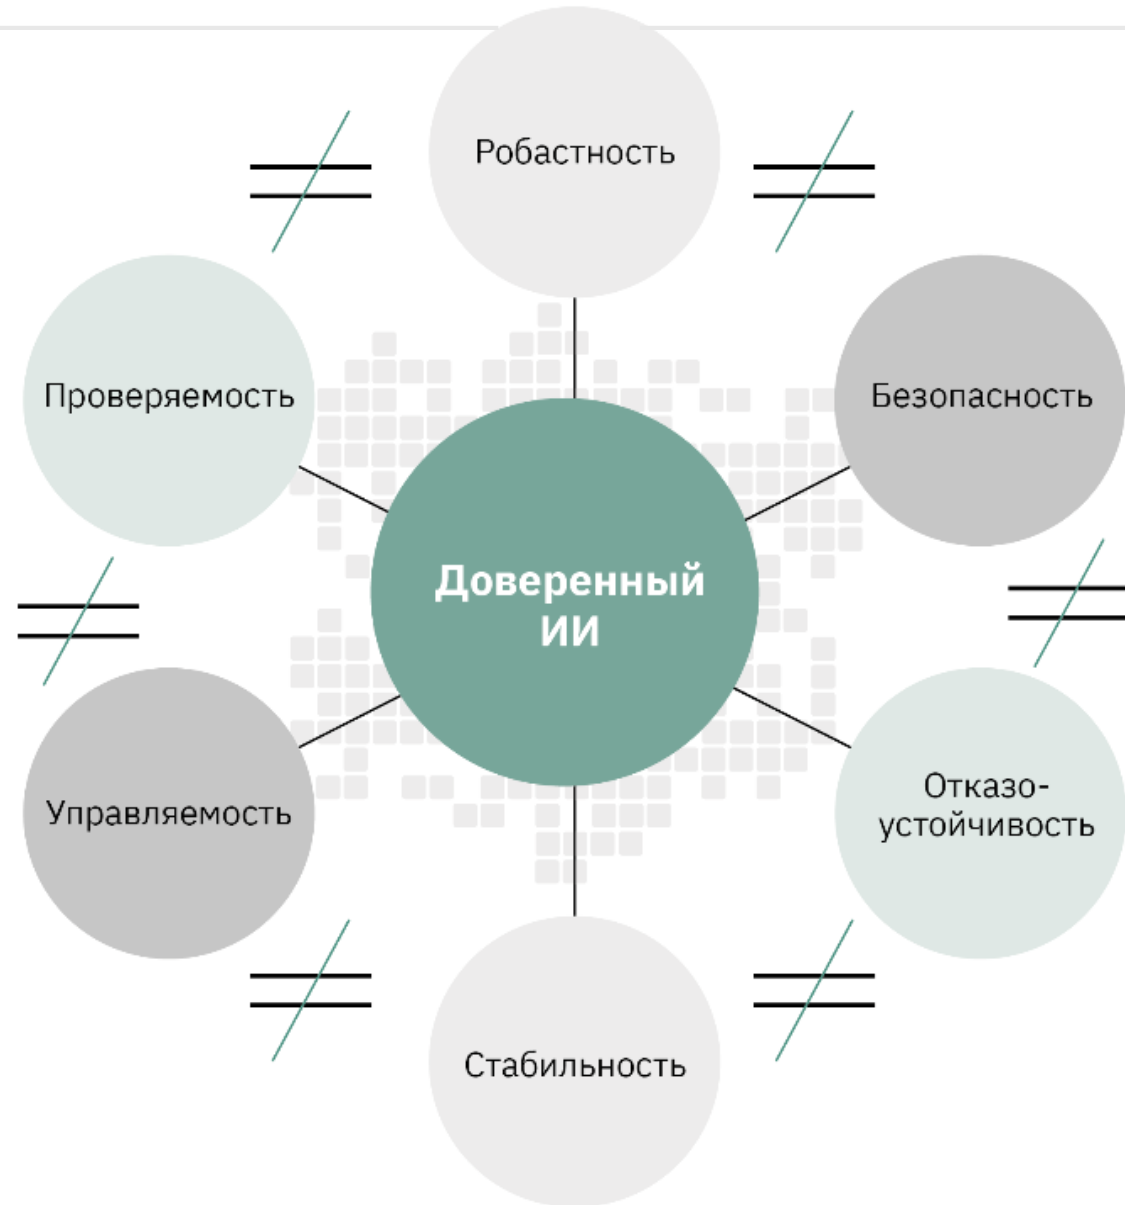 Робастность
Проверяемость
Безопасность
Доверенный
ИИ
Управляемость
Отказо-
устойчивость
Стабильность